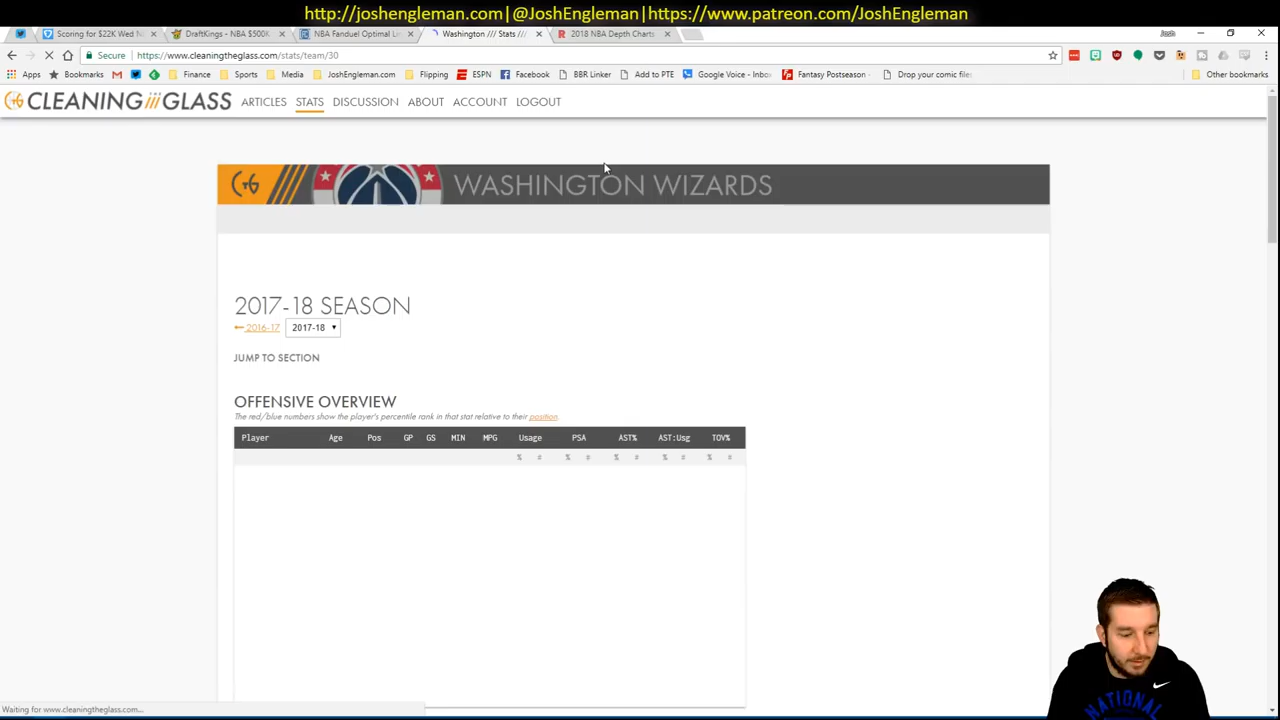 http://joshengleman.com|@JoshEngleman|https://www.patreon.com/JoshEngleman
Scoring for $22K Wed N
DraftKings - NBA $500K
NBA Fanduel Optimal Li
Washington /// Stats ///
2018 NBA Depth Charts
Josh
Secure
https://www.cleaningtheglass.com/stats/team/30
Apps
Bookmarks
Finance
Sports
Media
JoshEngleman.com
Flipping
ESPN
Facebook
BBR Linker
Add to PTE
Google Voice - Inbo
Fantasy Postseason -
Drop your comic file
Other bookmarks
CLEANING GLASS
ARTICLES
STATS
DISCUSSION
ABOUT
ACCOUNT
LOGOUT
CTG
WASHINGTON WIZARDS
2017-18 SEASON
2016-17
2017-18
JUMP TO SECTION
OFFENSIVE OVERVIEW
The red/blue numbers show the player's percentile rank in that stat relative to their position.
Player Age Pos GP GS MIN MPG Usage PSA AST% AST:Usg TOV%
% # % # % # % # % #
NATIONAL
Waiting for www.cleaningtheglass.com...